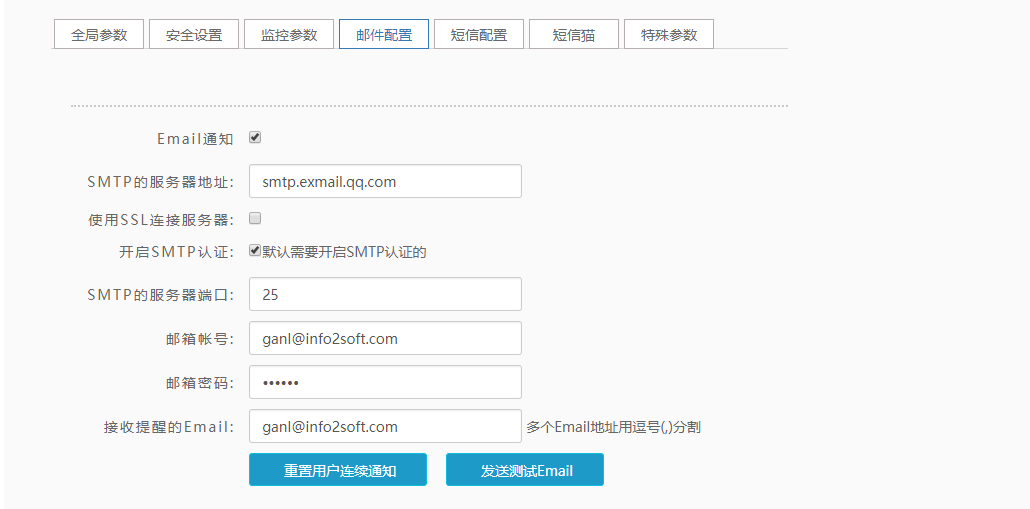 全局参数 安全设置 监控参数 邮件配置 短信配置 短信猫 特殊参数
Email通知
SMTP的服务器地址: smtp.exmail.qq.com
使用SSL连接服务器:
开启SMTP认证: 默认需要开启SMTP认证的
SMTP的服务器端口: 25
邮箱帐号: ganl@info2soft.com
邮箱密码: ••••••
接收提醒的Email: ganl@info2soft.com 多个Email地址用逗号(,)分割
重置用户连续通知 发送测试Email